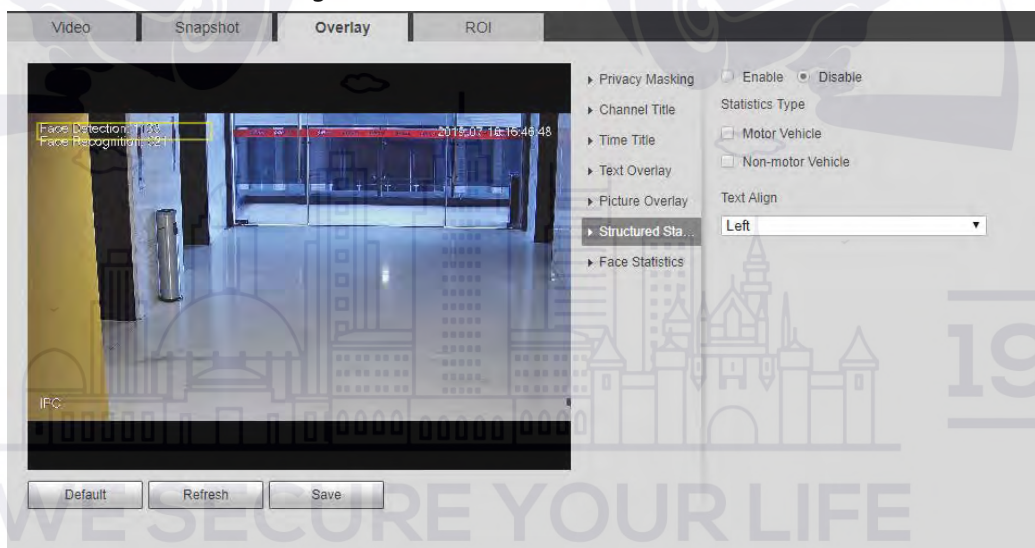 Video Snapshot Overlay ROI
Privacy Masking
Enable Disable
Channel Title
Statistics Type
Time Title
Motor Vehicle
Text Overlay
Non-motor Vehicle
Picture Overlay
Text Align
Structured Sta...
Left
Face Statistics
Face Detection:
Face Recognition:
IPC
Default Refresh Save
19
WE SECURE YOUR LIFE